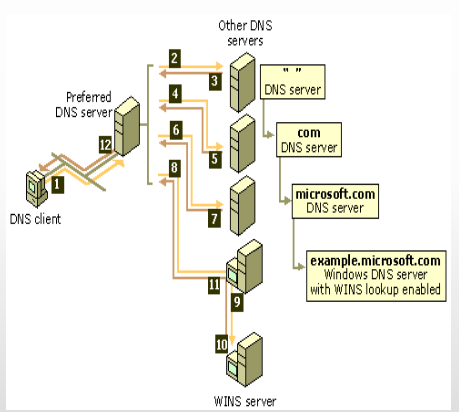 Other DNS
servers
2
3
" "
DNS server
4
5
com
DNS server
Preferred
DNS server
12
6
7
microsoft.com
DNS server
1
DNS client
8
example.microsoft.com
Windows DNS server
with WINS lookup enabled
11
9
10
WINS server